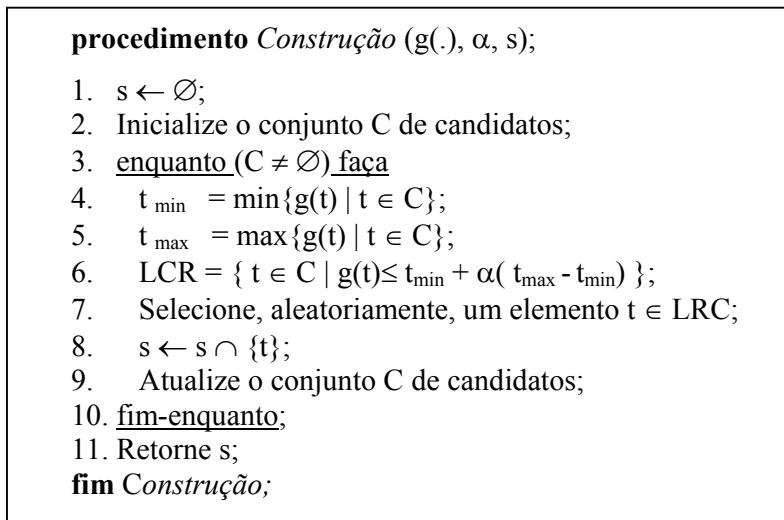 procedimento Construção (g(.), α, s);
1. s ← ∅;
2. Inicialize o conjunto C de candidatos;
3. enquanto (C ≠ ∅) faça
4. t min = min{g(t) | t ∈ C};
5. t max = max{g(t) | t ∈ C};
6. LCR = { t ∈ C | g(t)≤ tmin + α( tmax - tmin) };
7. Selecione, aleatoriamente, um elemento t ∈ LRC;
8. s ← s ∩ {t};
9. Atualize o conjunto C de candidatos;
10. fim-enquanto;
11. Retorne s;
fim Construção;